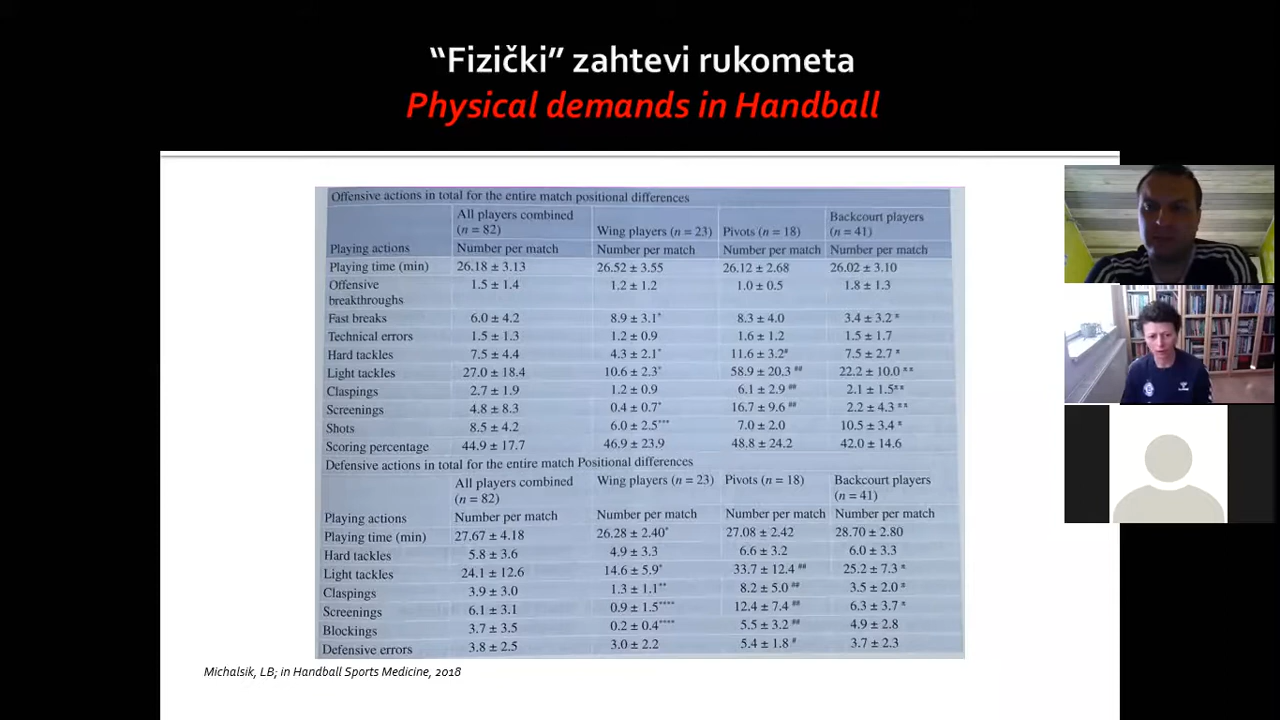 “Fizički” zahtevi rukometa
Physical demands in Handball
Offensive actions in total for the entire match positional differences
All players combined (n = 82) Wing players (n = 23) Pivots (n = 18) Backcourt players (n = 41)
Playing actions Number per match Number per match Number per match Number per match
Playing time (min) 26.18 ± 3.13 26.52 ± 3.55 26.12 ± 2.68 26.02 ± 3.10
Offensive breakthroughs 1.5 ± 1.4 1.2 ± 1.2 1.0 ± 0.5 1.8 ± 1.3
Fast breaks 6.0 ± 4.2 8.9 ± 3.1* 8.3 ± 4.0 3.4 ± 3.2 ¤
Technical errors 1.5 ± 1.3 1.2 ± 0.9 1.6 ± 1.2 1.5 ± 1.7
Hard tackles 7.5 ± 4.4 4.3 ± 2.1* 11.6 ± 3.2# 7.5 ± 2.7 ¤
Light tackles 27.0 ± 18.4 10.6 ± 2.3* 58.9 ± 20.3 ## 22.2 ± 10.0 ¤¤
Claspings 2.7 ± 1.9 1.2 ± 0.9 6.1 ± 2.9 ## 2.1 ± 1.5¤¤
Screenings 4.8 ± 8.3 0.4 ± 0.7* 16.7 ± 9.6 ## 2.2 ± 4.3 ¤¤
Shots 8.5 ± 4.2 6.0 ± 2.5*** 7.0 ± 2.0 10.5 ± 3.4 ¤
Scoring percentage 44.9 ± 17.7 46.9 ± 23.9 48.8 ± 24.2 42.0 ± 14.6
Defensive actions in total for the entire match Positional differences
All players combined (n = 82) Wing players (n = 23) Pivots (n = 18) Backcourt players (n = 41)
Playing actions Number per match Number per match Number per match Number per match
Playing time (min) 27.67 ± 4.18 26.28 ± 2.40* 27.08 ± 2.42 28.70 ± 2.80
Hard tackles 5.8 ± 3.6 4.9 ± 3.3 6.6 ± 3.2 6.0 ± 3.3
Light tackles 24.1 ± 12.6 14.6 ± 5.9* 33.7 ± 12.4 ## 25.2 ± 7.3 ¤
Claspings 3.9 ± 3.0 1.3 ± 1.1** 8.2 ± 5.0 ## 3.5 ± 2.0 ¤
Screenings 6.1 ± 3.1 0.9 ± 1.5**** 12.4 ± 7.4 ## 6.3 ± 3.7 ¤
Blockings 3.7 ± 3.5 0.2 ± 0.4**** 5.5 ± 3.2 ## 4.9 ± 2.8
Defensive errors 3.8 ± 2.5 3.0 ± 2.2 5.4 ± 1.8 # 3.7 ± 2.3
Michalsik, LB; in Handball Sports Medicine, 2018